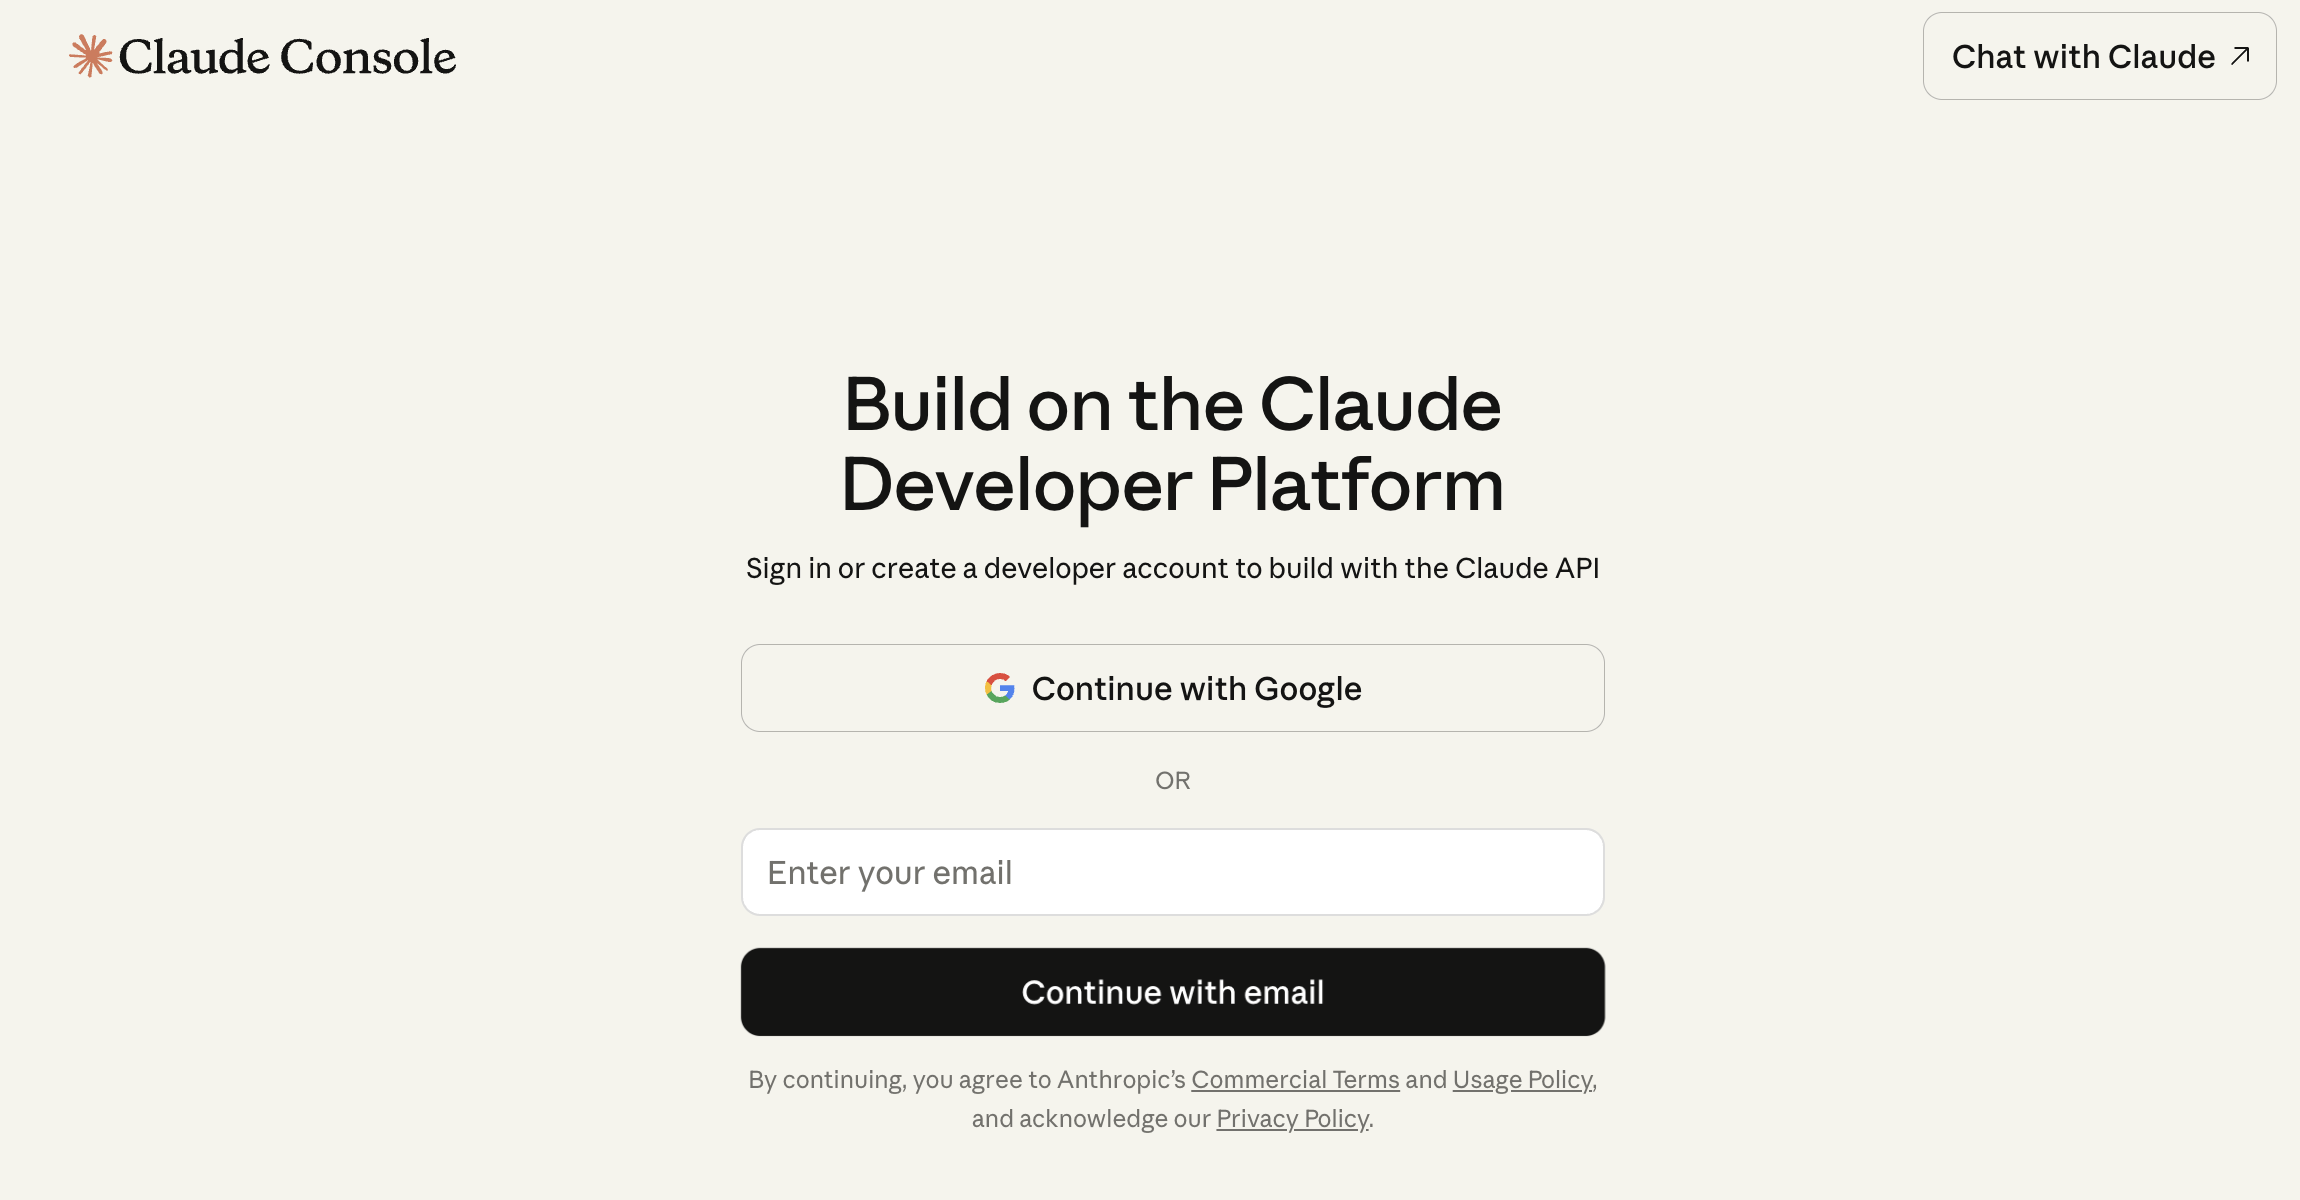 Claude Console
Chat with Claude
Build on the Claude
Developer Platform
Sign in or create a developer account to build with the Claude API
Continue with Google
OR
Enter your email
Continue with email
By continuing, you agree to Anthropic’s Commercial Terms and Usage Policy,
and acknowledge our Privacy Policy.